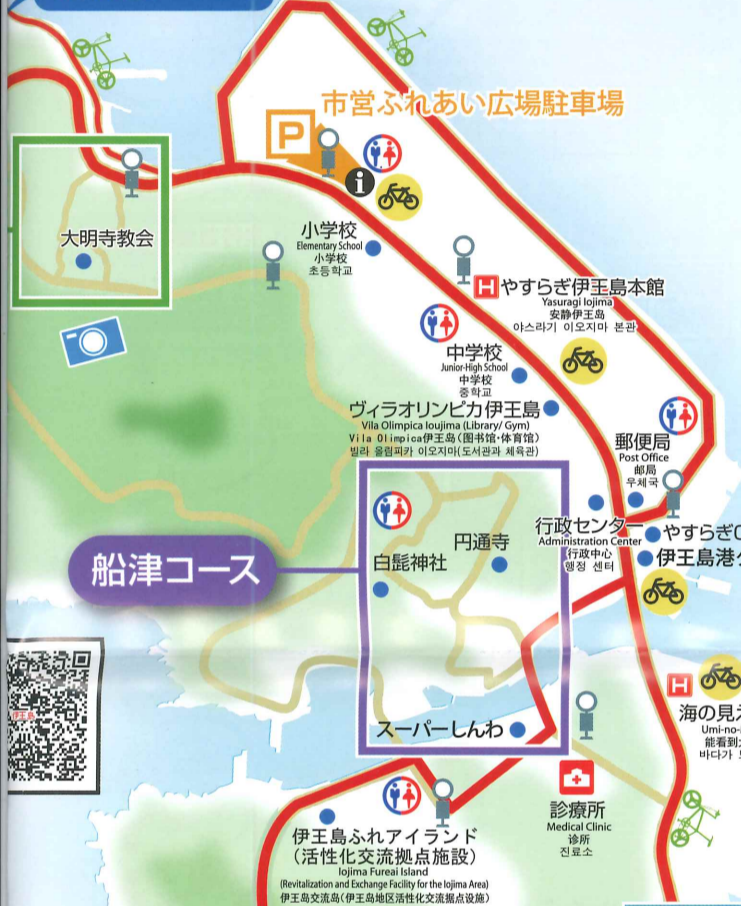 市営ふれあい広場駐車場
P
i
大明寺教会
小学校
Elementary School
小学校
초등학교
H
やすらぎ伊王島本館
Yasuragi Iojima
安静伊王岛
야스라기 이오지마 본관
中学校
Junior-High School
中学校
중학교
ヴィラオリンピカ伊王島
Vila Olimpica Ioujima (Library/ Gym)
Vila Olimpica伊王岛(图书馆・体育馆)
빌라 올림피카 이오지마(도서관과 체육관)
郵便局
Post Office
邮局
우체국
行政センター
Administration Center
行政中心
행정 센터
やすらぎ
伊王島港
船津コース
白髭神社
円通寺
伊王島
H
海の見え
Umi-no-
能看到
바다가
スーパーしんわ
診療所
Medical Clinic
诊所
진료소
伊王島ふれアイランド
(活性化交流拠点施設)
Iojima Fureai Island
(Revitalization and Exchange Facility for the Iojima Area)
伊王岛交流岛(伊王岛地区活性化交流据点设施)